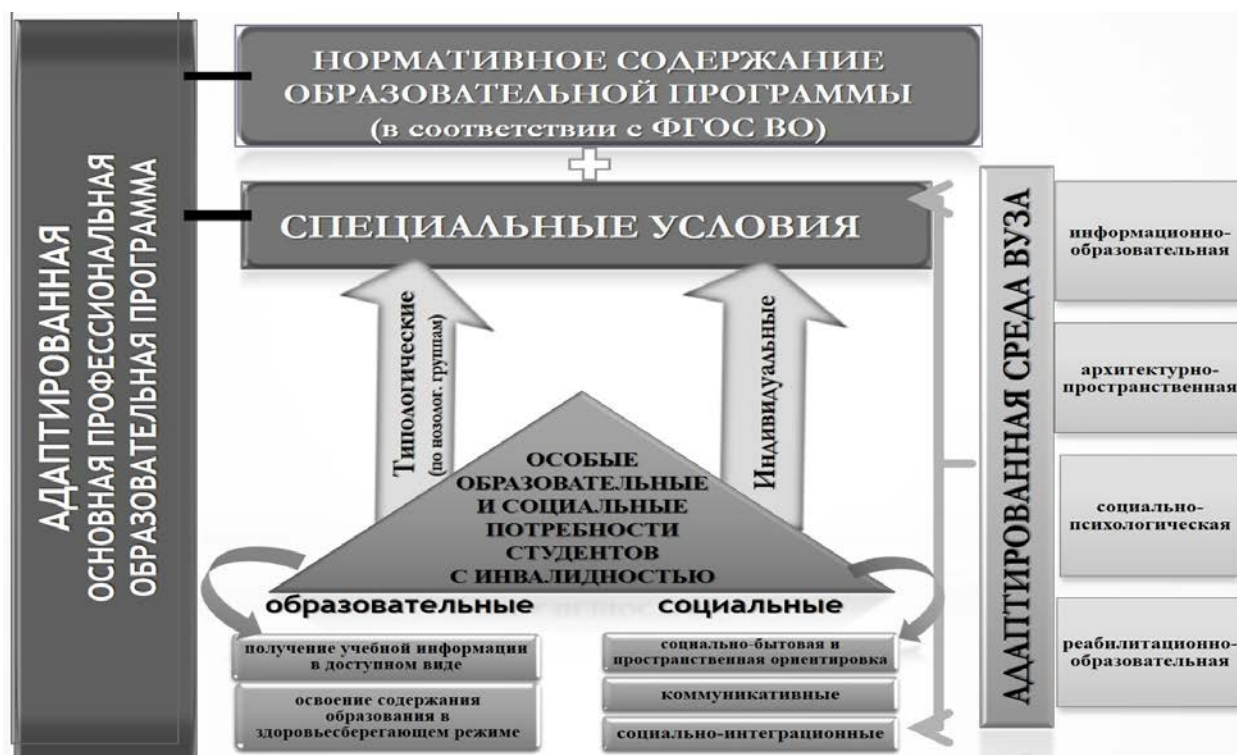 АДАПТИРОВАННАЯ
ОСНОВНАЯ ПРОФЕССИОНАЛЬНАЯ
ОБРАЗОВАТЕЛЬНАЯ ПРОГРАММА
НОРМАТИВНОЕ СОДЕРЖАНИЕ
ОБРАЗОВАТЕЛЬНОЙ ПРОГРАММЫ
(в соответствии с ФГОС ВО)
СПЕЦИАЛЬНЫЕ УСЛОВИЯ
Типологические
(по нозолог. группам)
Индивидуальные
ОСОБЫЕ
ОБРАЗОВАТЕЛЬНЫЕ
И СОЦИАЛЬНЫЕ
ПОТРЕБНОСТИ
СТУДЕНТОВ
С ИНВАЛИДНОСТЬЮ
образовательные
социальные
получение учебной информации
в доступном виде
освоение содержания
образования в
здоровьесберегающем режиме
социально-бытовая и
пространственная ориентировка
коммуникативные
социально-интеграционные
АДАПТИРОВАННАЯ СРЕДА ВУЗА
информационно-
образовательная
архитектурно-
пространственная
социально-
психологическая
реабилитационно-
образовательная